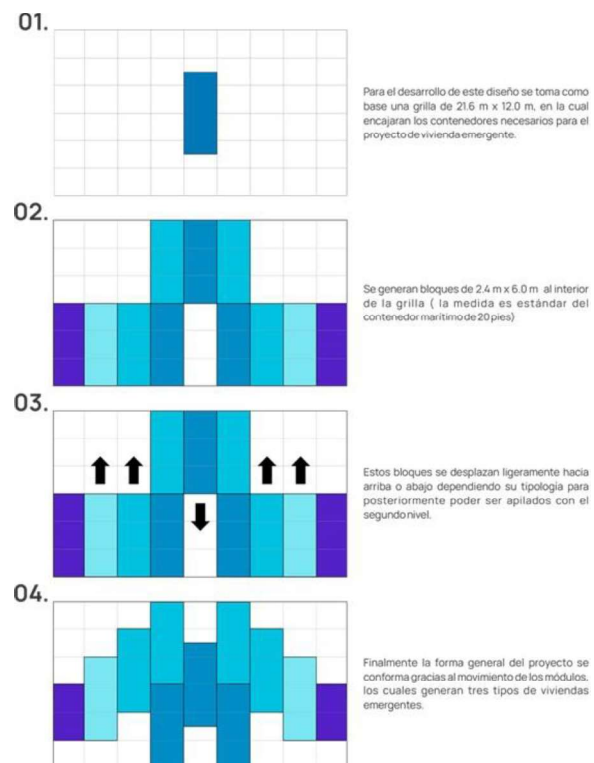 01.
Para el desarrollo de este diseño se toma como
base una grilla de 21.6 m x 12.0 m, en la cual
encajaran los contenedores necesarios para el
proyecto de vivienda emergente.
02.
Se generan bloques de 2.4 m x 6.0 m al interior
de la grilla ( la medida es estándar del
contenedor marítimo de 20 pies)
03.
Estos bloques se desplazan ligeramente hacia
arriba o abajo dependiendo su tipología para
posteriormente poder ser apilados con el
segundo nivel.
04.
Finalmente la forma general del proyecto se
conforma gracias al movimiento de los módulos,
los cuales generan tres tipos de viviendas
emergentes.